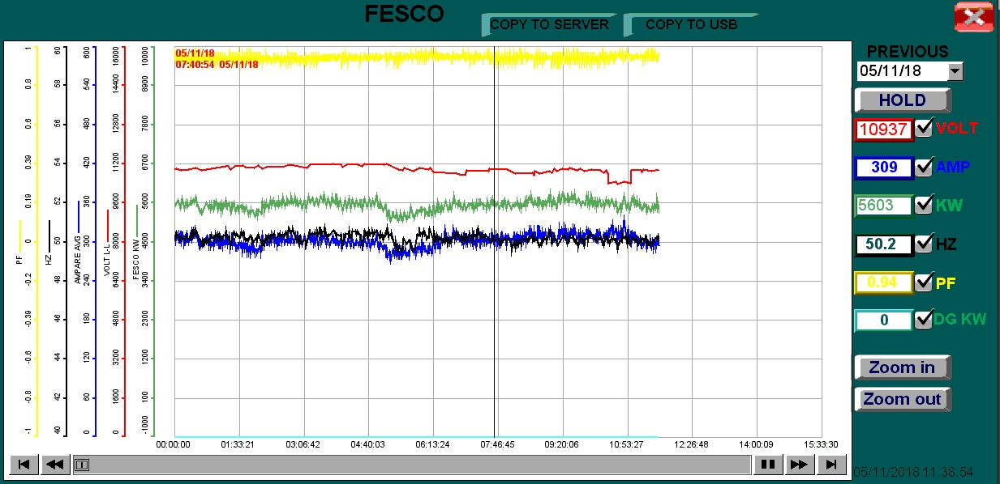 FESCO
COPY TO SERVER
COPY TO USB
PREVIOUS
05/11/18
HOLD
10937 VOLT
309 AMP
5603 KW
50.2 HZ
0.94 PF
0 DG KW
Zoom in
Zoom out
05/11/2018 11:38:54
05/11/18
07:40:54 05/11/18
1 0.8 0.6 0.39 0.19 0 -0.2 -0.39 -0.6 -0.8 -1
PF
60 58 56 54 52 50 48 46 44 42 40
HZ
600 540 480 420 360 300 240 180 120 60 0
AMPARE AVG
16000 14400 12800 11200 9600 8000 6400 4800 3200 1600 0
VOLT L-L
10000 8900 7800 6700 5600 4500 3400 2300 1200 100 -1000
FESCO KW
00:00:00 01:33:21 03:06:42 04:40:03 06:13:24 07:46:45 09:20:06 10:53:27 12:26:48 14:00:09 15:33:30